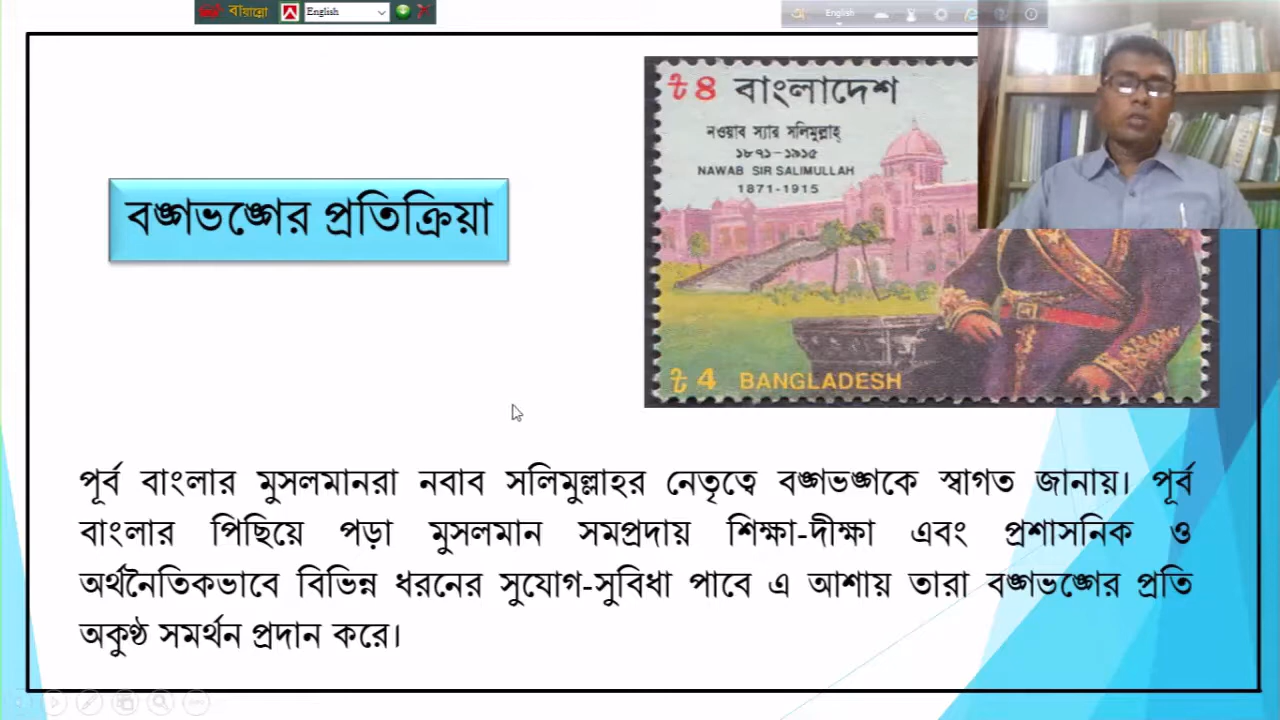 বায়ান্নো
English
English
৳ ৪ বাংলাদেশ
নওয়াব স্যার সলিমুল্লাহ্
১৮৭১-১৯১৫
NAWAB SIR SALIMULLAH
1871-1915
৳ 4 BANGLADESH
বঙ্গভঙ্গের প্রতিক্রিয়া
পূর্ব বাংলার মুসলমানরা নবাব সলিমুল্লাহর নেতৃত্বে বঙ্গভঙ্গকে স্বাগত জানায়। পূর্ব
বাংলার পিছিয়ে পড়া মুসলমান সমপ্রদায় শিক্ষা-দীক্ষা এবং প্রশাসনিক ও
অর্থনৈতিকভাবে বিভিন্ন ধরনের সুযোগ-সুবিধা পাবে এ আশায় তারা বঙ্গভঙ্গের প্রতি
অকুণ্ঠ সমর্থন প্রদান করে।